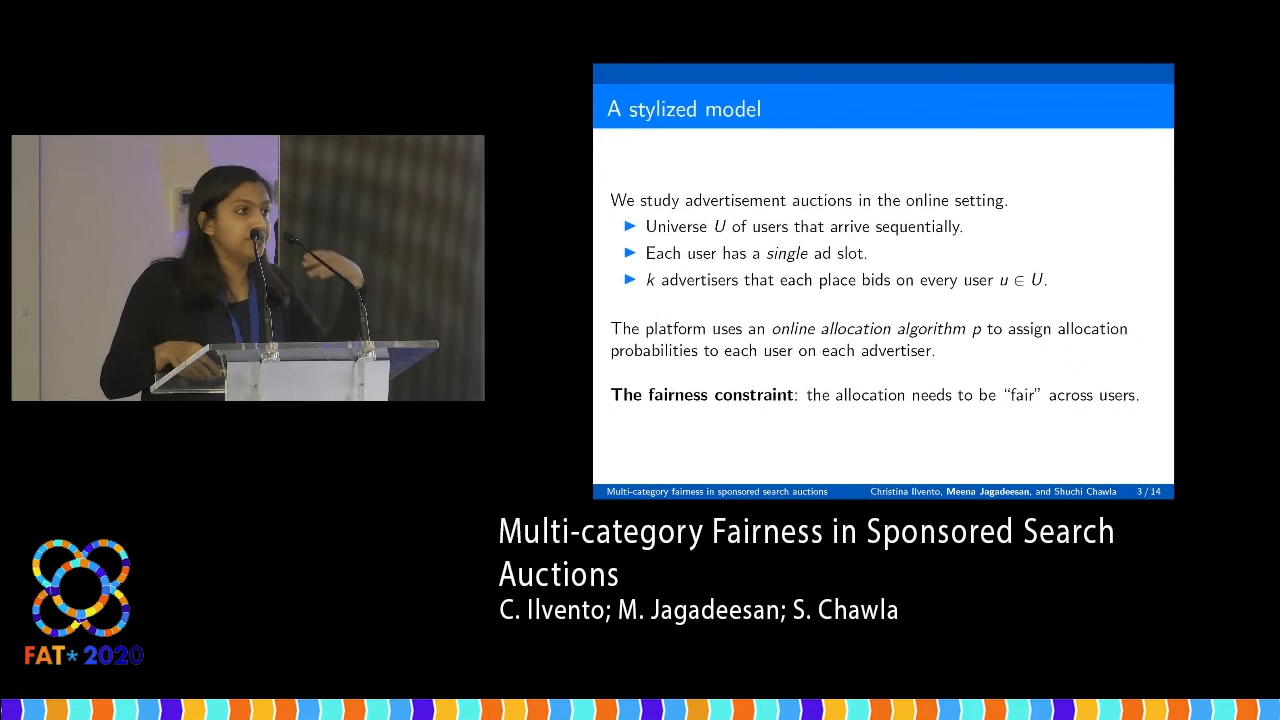 A stylized model
We study advertisement auctions in the online setting.
▶ Universe U of users that arrive sequentially.
▶ Each user has a single ad slot.
▶ k advertisers that each place bids on every user u ∈ U.
The platform uses an online allocation algorithm p to assign allocation
probabilities to each user on each advertiser.
The fairness constraint: the allocation needs to be “fair” across users.
Multi-category fairness in sponsored search auctions Christina Ilvento, Meena Jagadeesan, and Shuchi Chawla 3 / 14
Multi-category Fairness in Sponsored Search
Auctions
C. Ilvento; M. Jagadeesan; S. Chawla
FAT* 2020